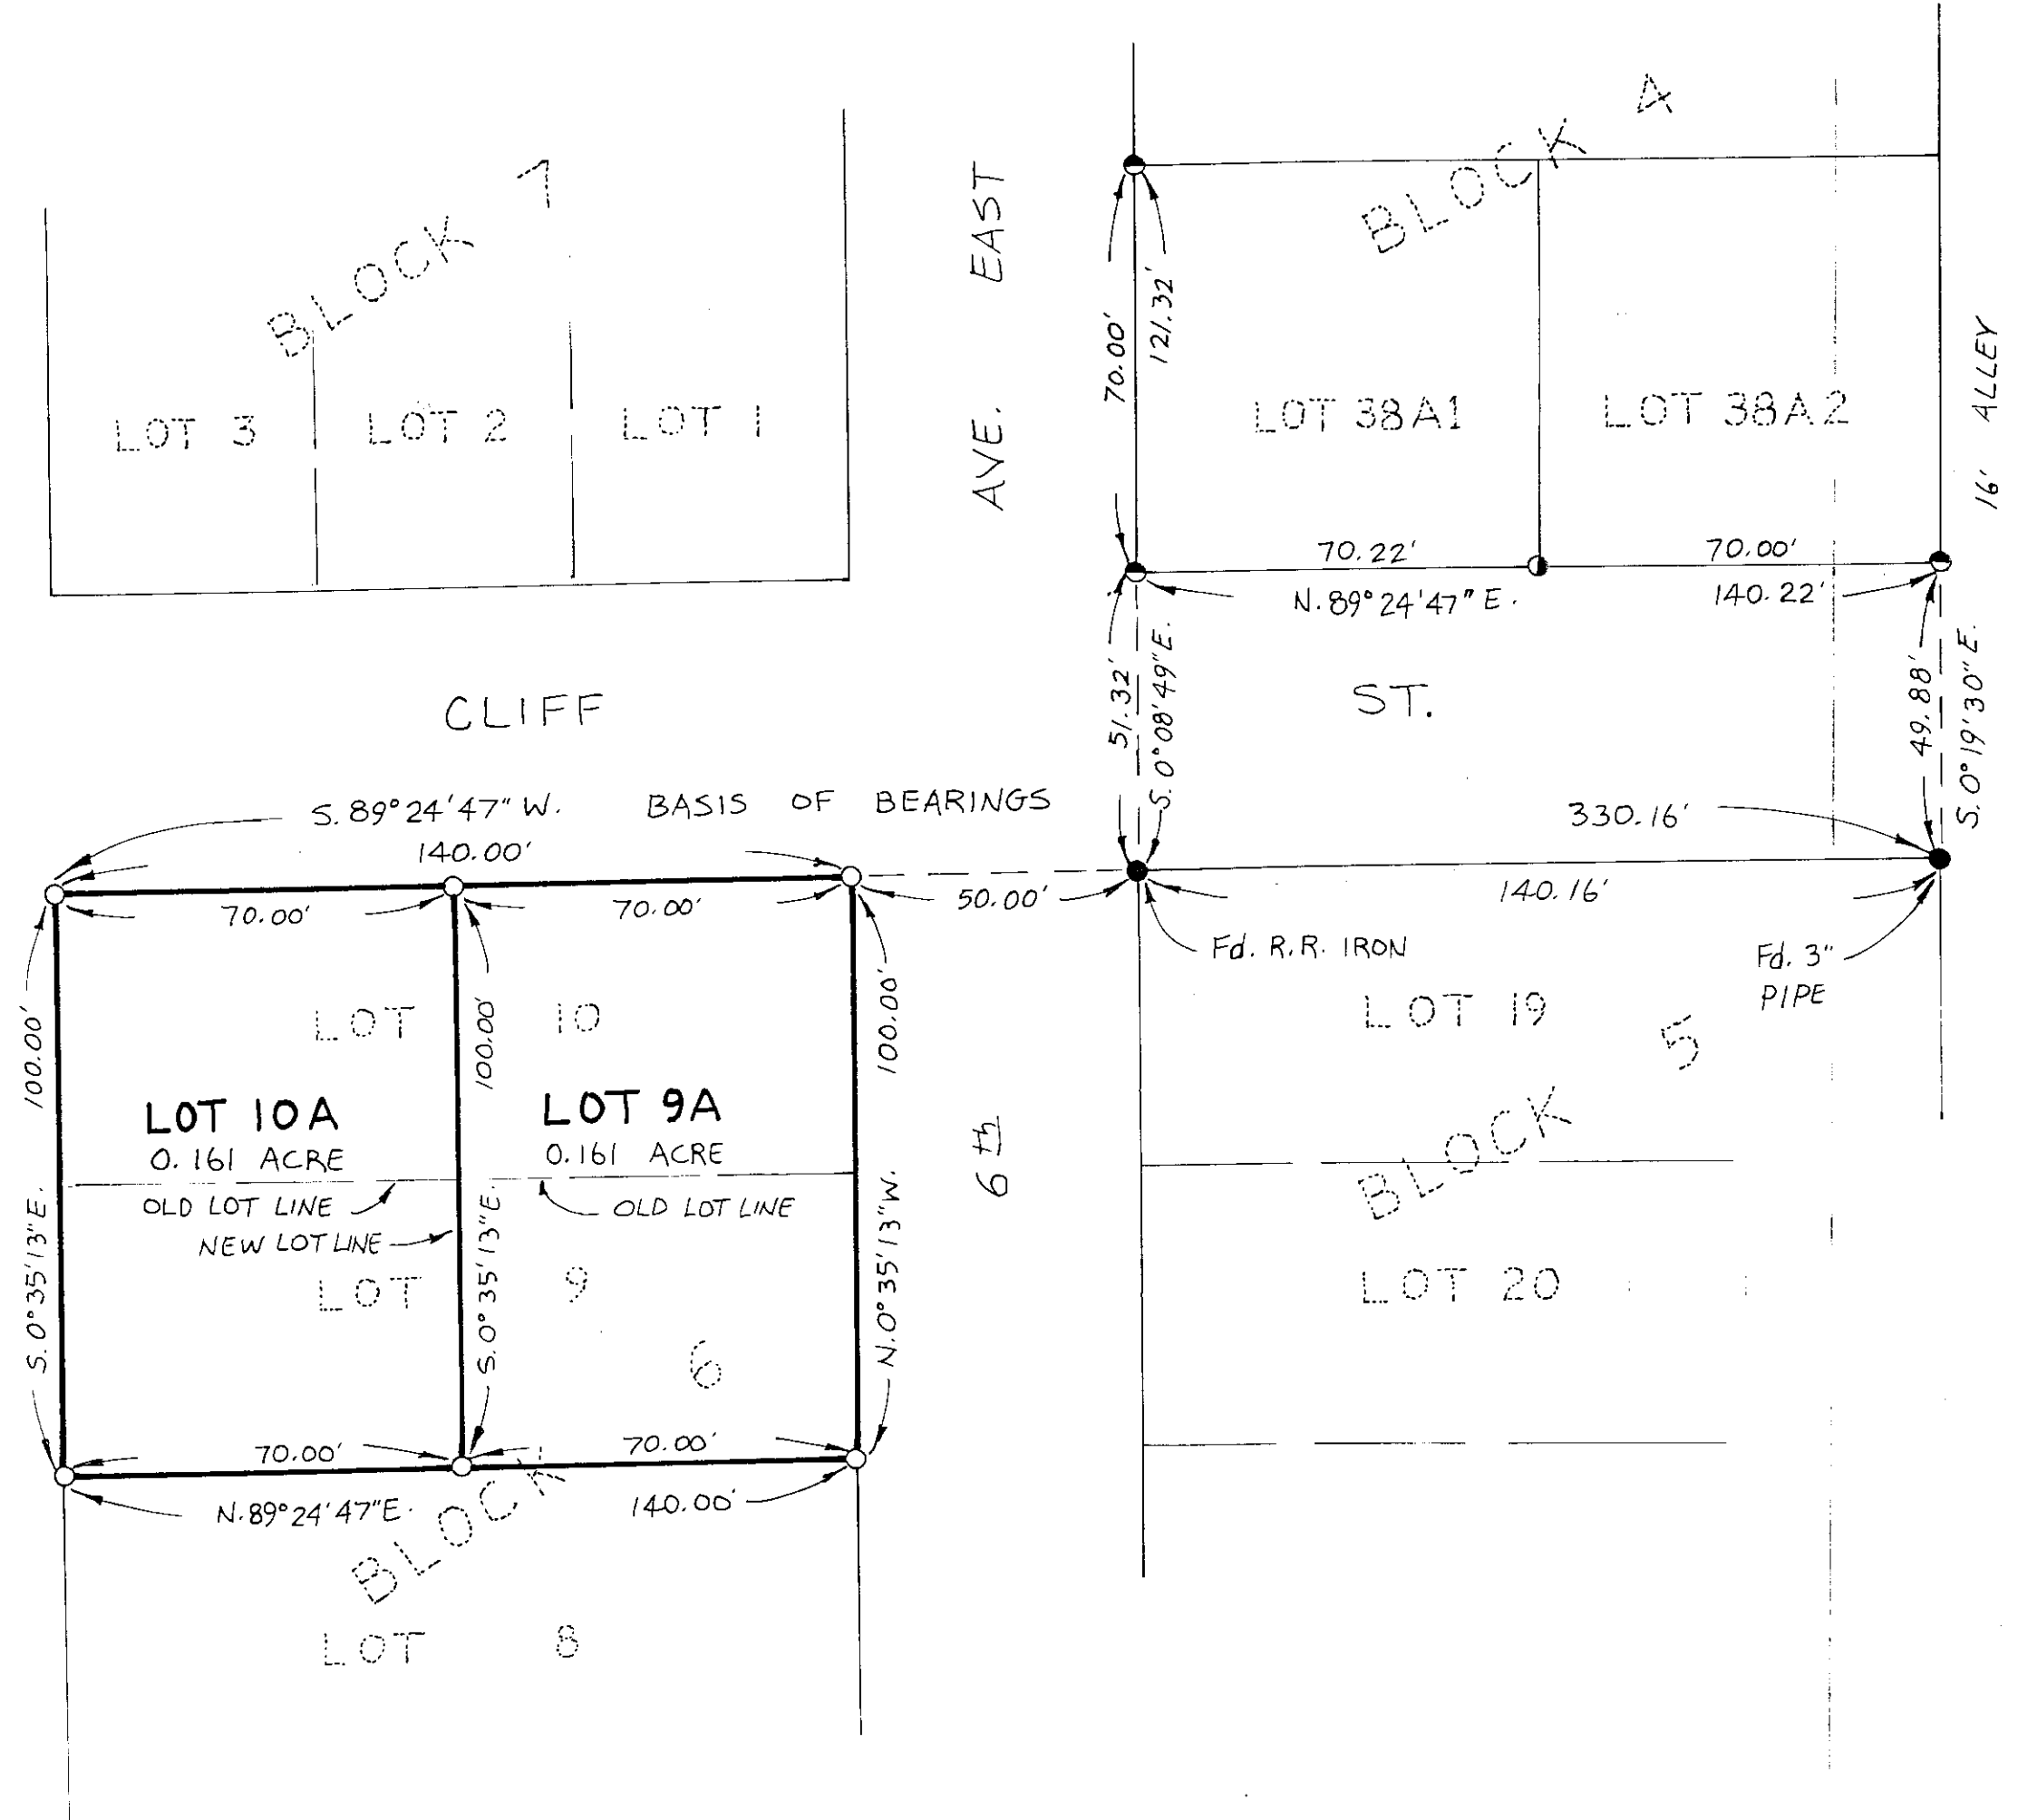 BLOCK 7
LOT 3
LOT 2
LOT 1
AVE. EAST
BLOCK 4
70.00'
121.32'
LOT 38A1
LOT 38A2
16' ALLEY
70.22'
70.00'
N. 89°24'47" E.
140.22'
CLIFF
ST.
51.32'
S. 0°08'49" E.
49.88'
S. 0°19'30" E.
S. 89°24'47" W. BASIS OF BEARINGS
330.16'
140.00'
70.00'
70.00'
50.00'
140.16'
Fd. R.R. IRON
Fd. 3"
PIPE
100.00'
100.00'
100.00'
LOT 10
LOT 19
BLOCK 5
LOT 10A
0.161 ACRE
LOT 9A
0.161 ACRE
6th
OLD LOT LINE
OLD LOT LINE
NEW LOT LINE
S. 0°35'13" E.
S. 0°35'13" E.
N. 0°35'13" W.
LOT 9
LOT 20
BLOCK 6
70.00'
70.00'
N. 89°24'47" E.
140.00'
LOT 8